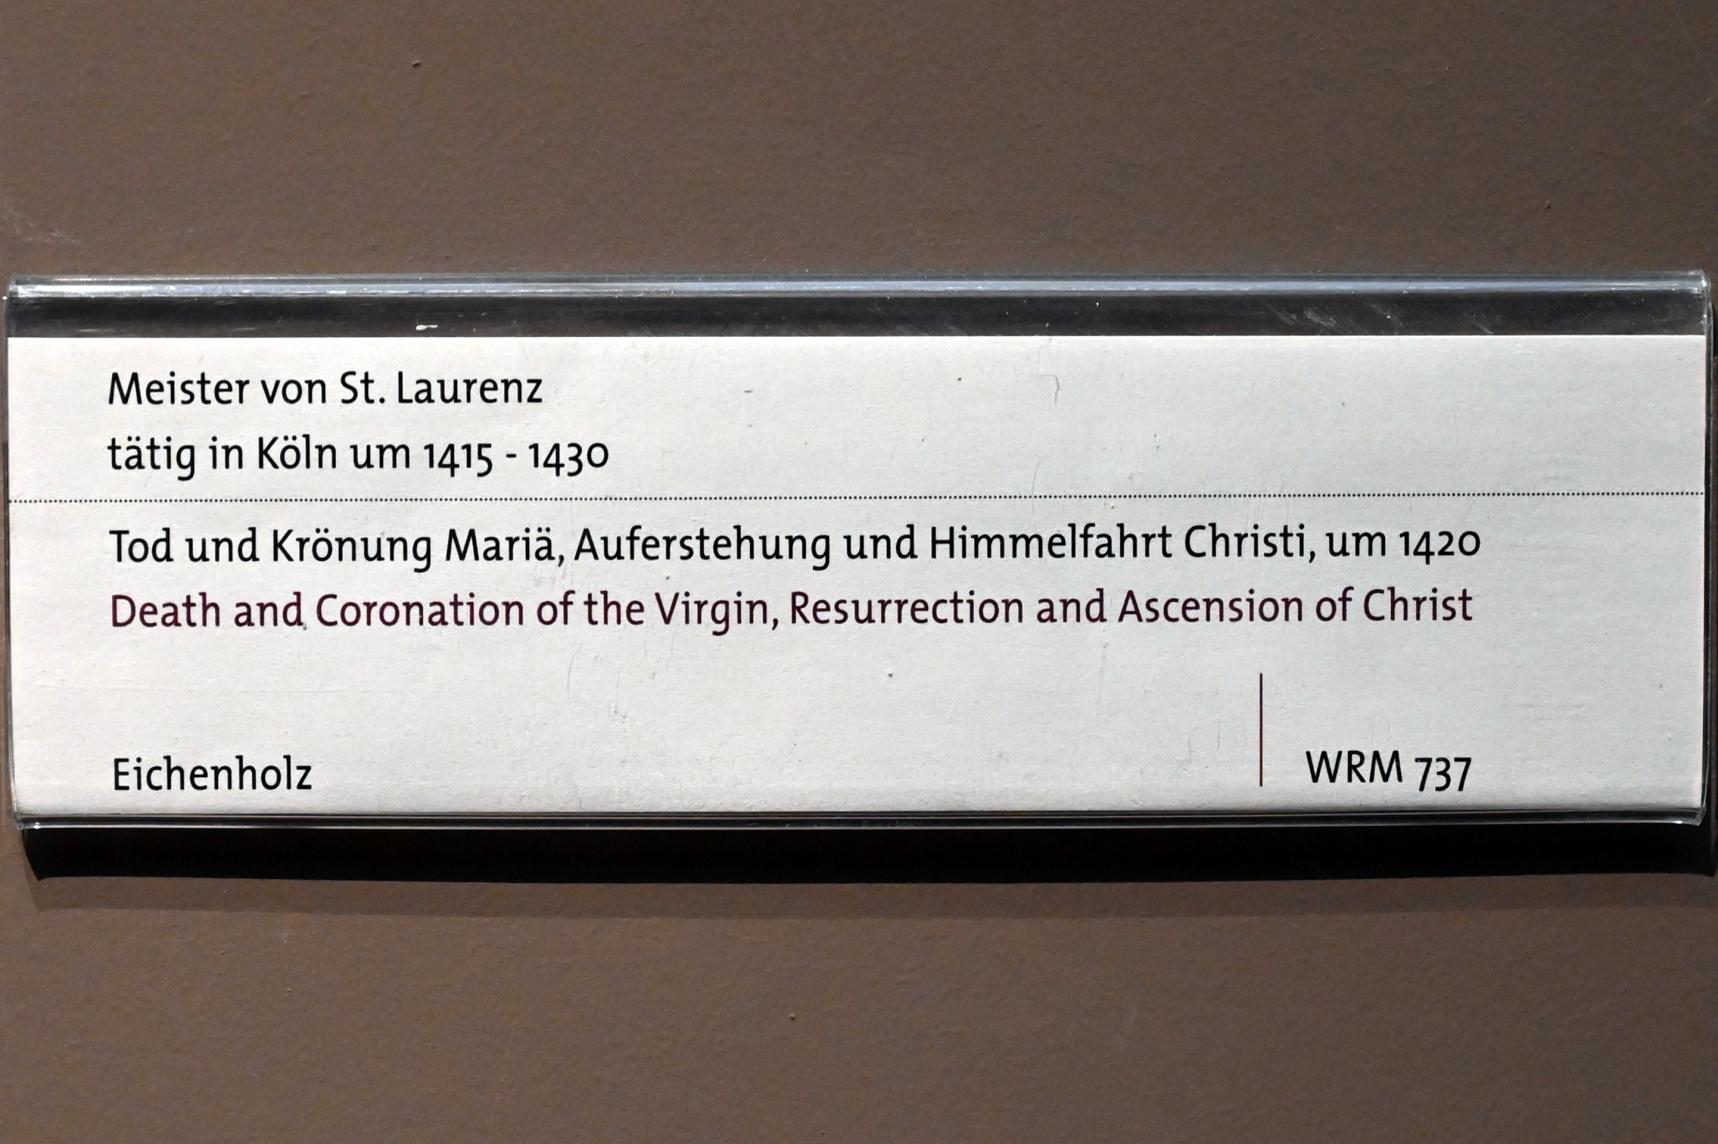 Meister von St. Laurenz
tätig in Köln um 1415 - 1430
Tod und Krönung Mariä, Auferstehung und Himmelfahrt Christi, um 1420
Death and Coronation of the Virgin, Resurrection and Ascension of Christ
Eichenholz
WRM 737